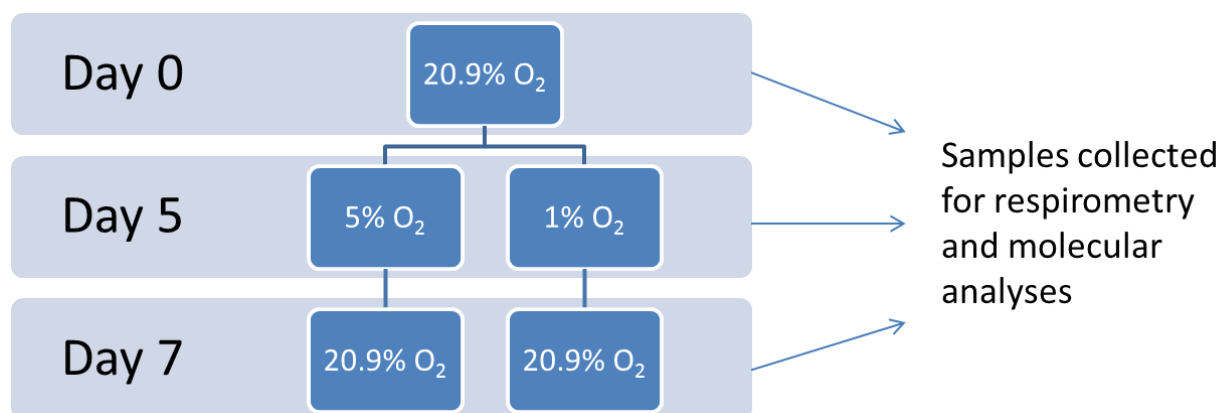 Day 0
20.9% O₂
Day 5
5% O₂
1% O₂
Day 7
20.9% O₂
20.9% O₂
Samples collected
for respirometry
and molecular
analyses